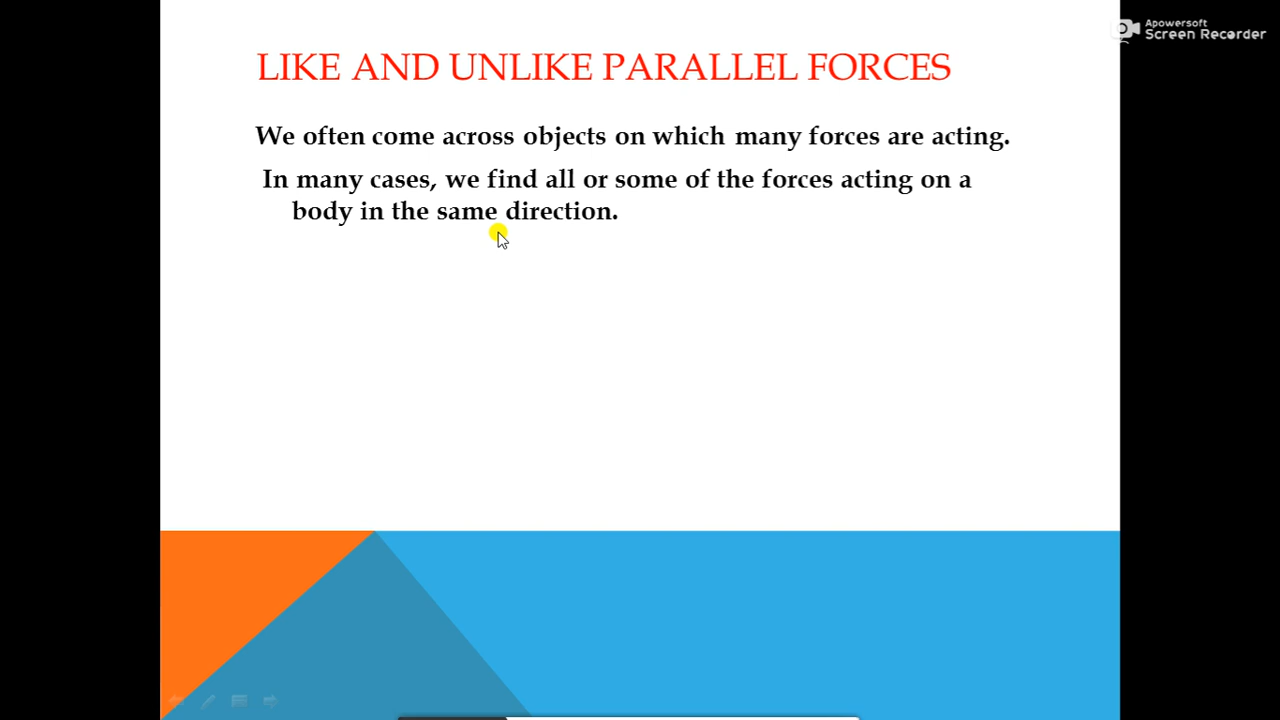 Apowersoft
Screen Recorder
LIKE AND UNLIKE PARALLEL FORCES
We often come across objects on which many forces are acting.
In many cases, we find all or some of the forces acting on a
body in the same direction.